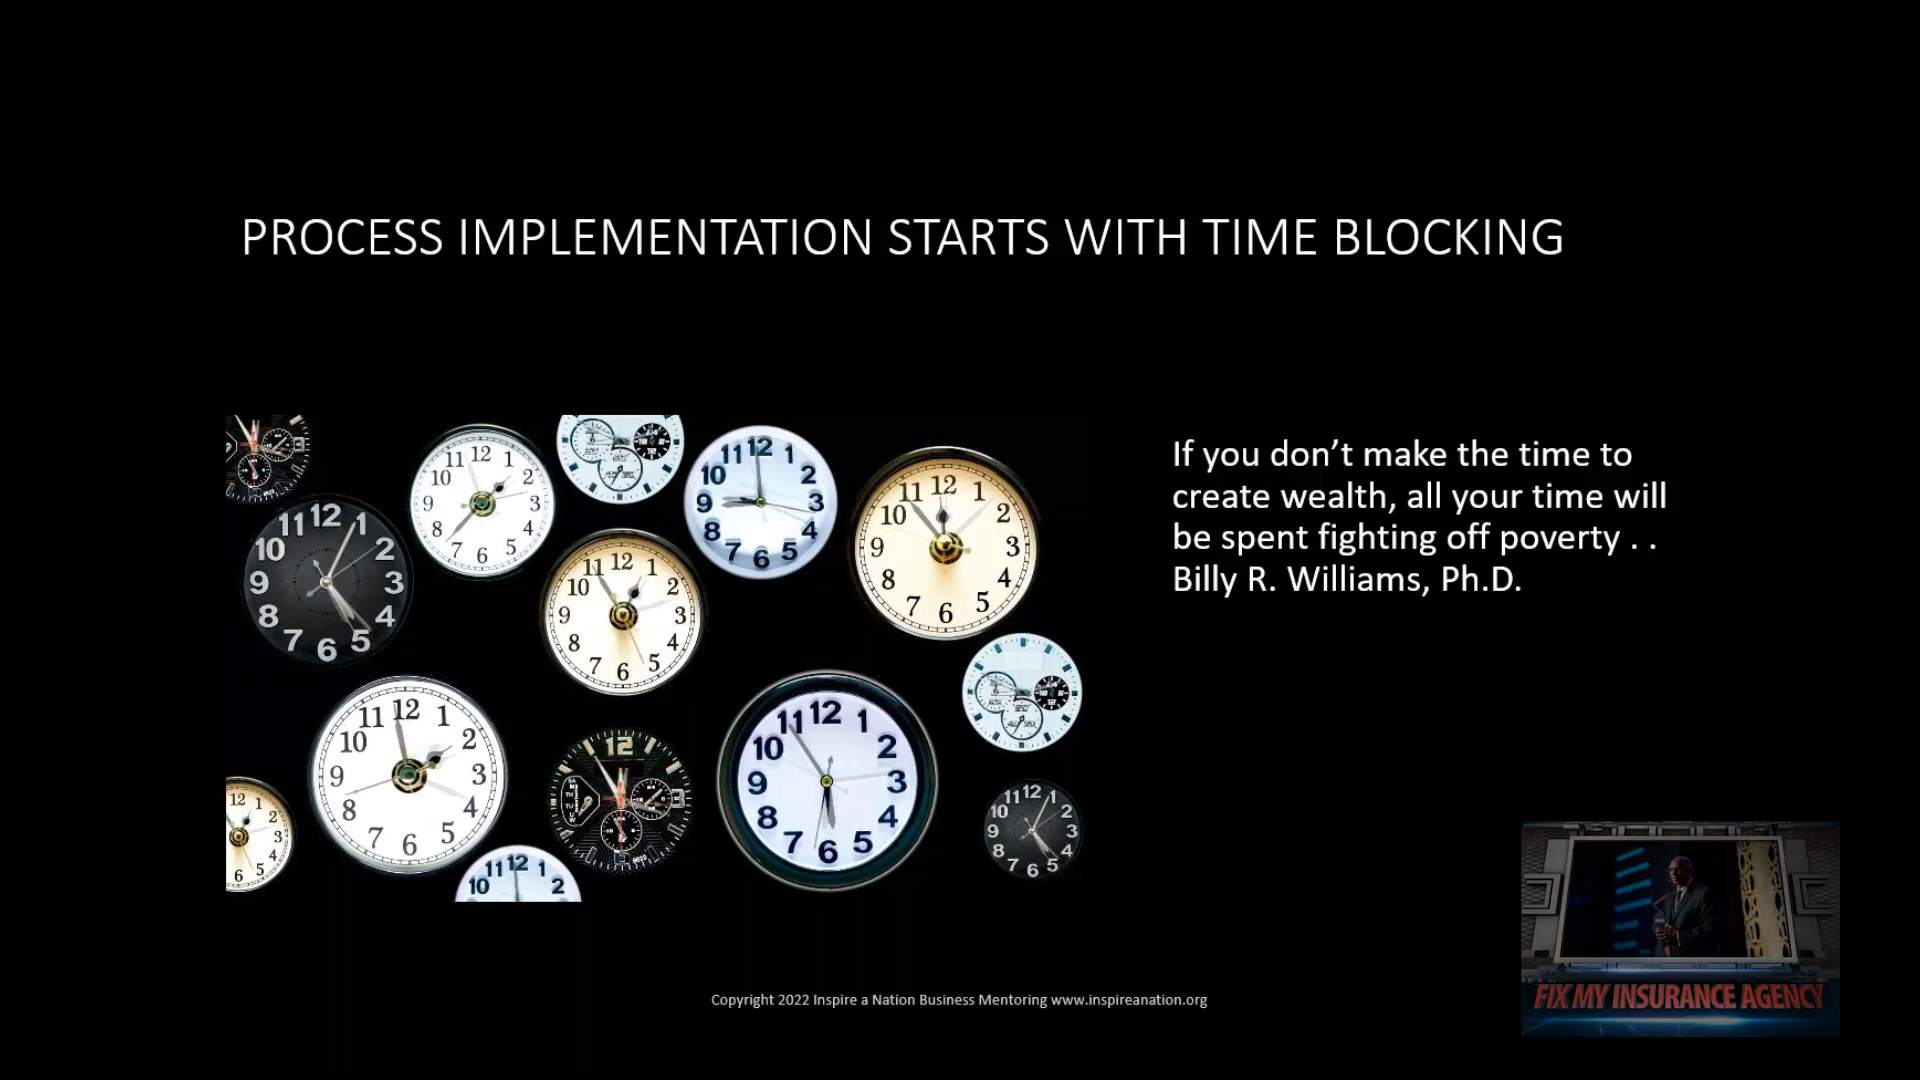 PROCESS IMPLEMENTATION STARTS WITH TIME BLOCKING
If you don’t make the time to
create wealth, all your time will
be spent fighting off poverty . .
Billy R. Williams, Ph.D.
Copyright 2022 Inspire a Nation Business Mentoring www.inspireanation.org
FIX MY INSURANCE AGENCY